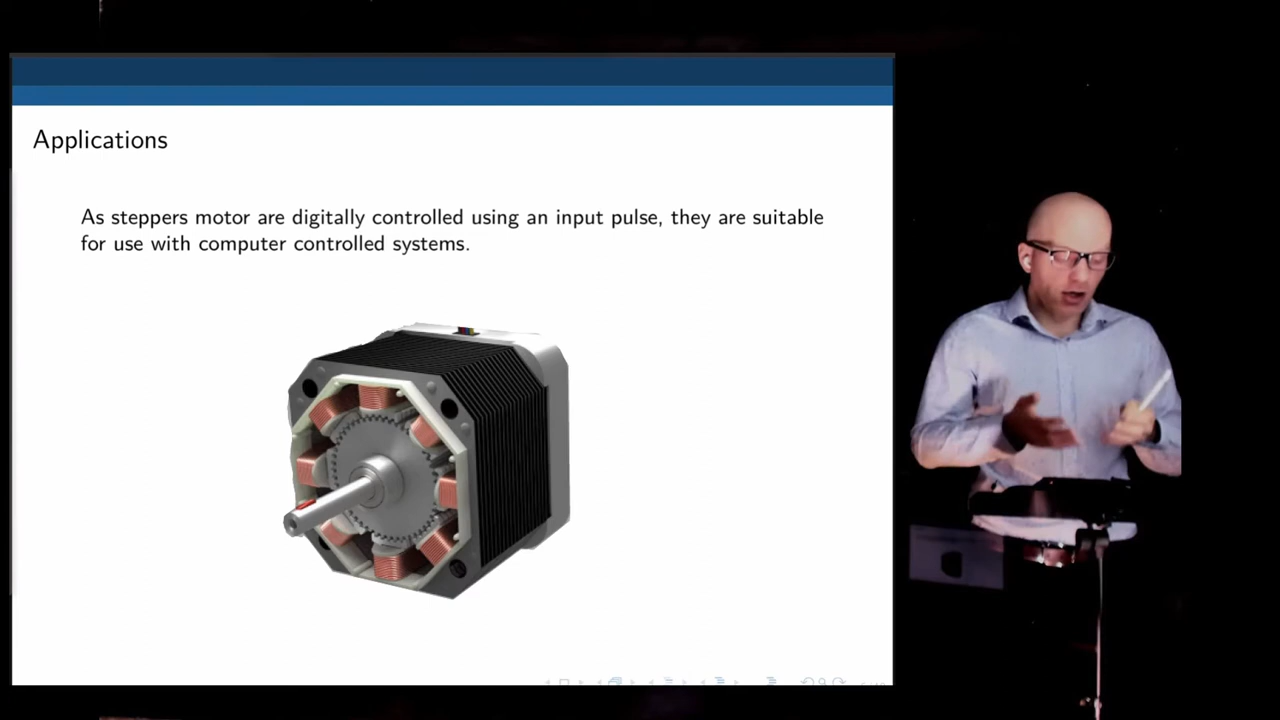 Applications
As steppers motor are digitally controlled using an input pulse, they are suitable
for use with computer controlled systems.